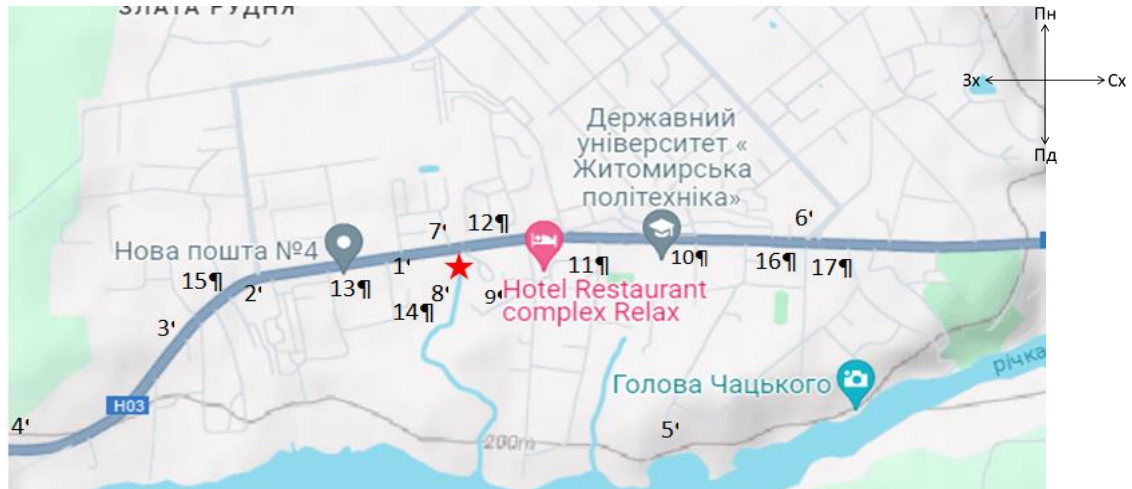 ЗЛАТА РУДНЯ
Пн
Зх
Сх
Пд
Державний
університет «
Житомирська
політехніка»
6‘
7‘
12¶
Нова пошта №4
15¶
2‘
13¶
1‘
14¶
8‘
9‘
11¶
10¶
16¶
17¶
Hotel Restaurant
complex Relax
3‘
річка
Голова Чацького
Н03
4‘
200m
5‘